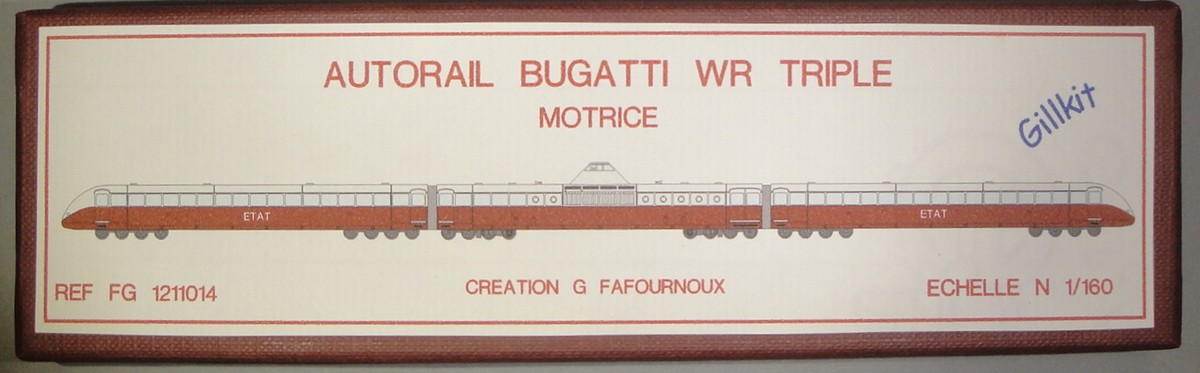 AUTORAIL BUGATTI WR TRIPLE
MOTRICE
Gillkit
ETAT
ETAT
REF FG 1211014
CREATION G FAFOURNOUX
ECHELLE N 1/160